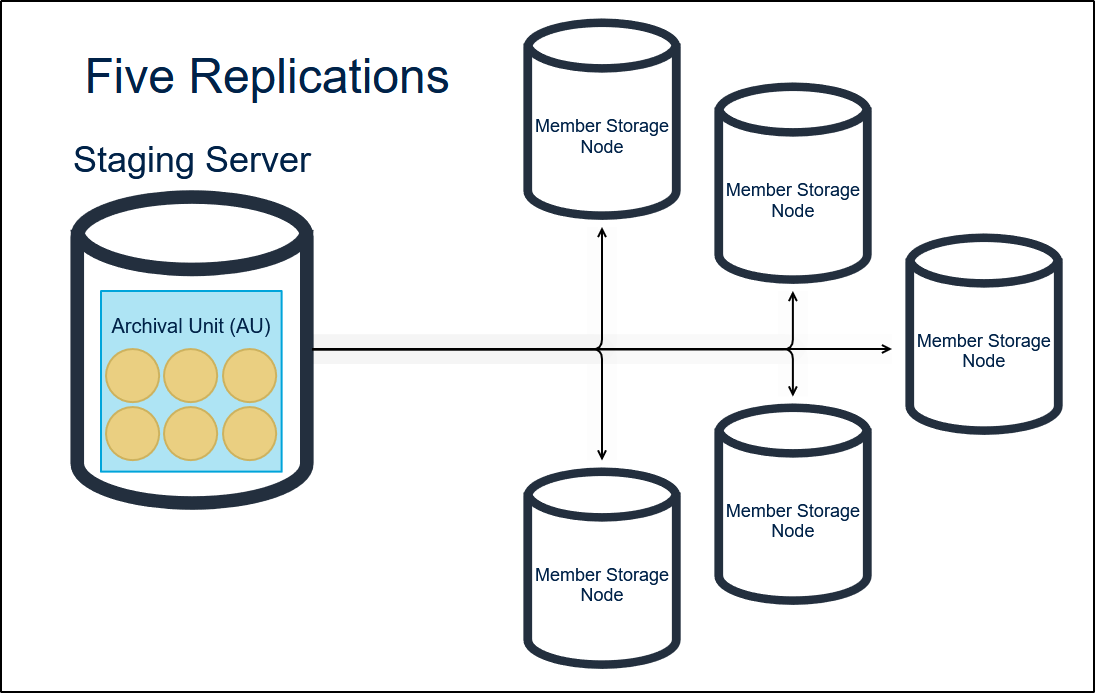 Five Replications
Staging Server
Archival Unit (AU)
Member Storage
Node
Member Storage
Node
Member Storage
Node
Member Storage
Node
Member Storage
Node